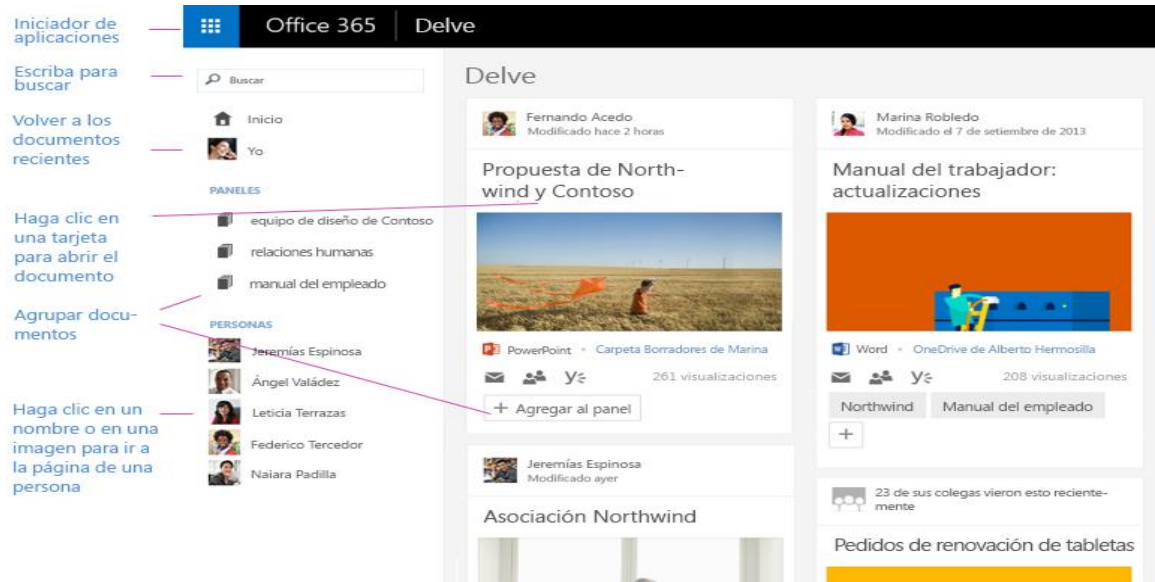 Iniciador de
aplicaciones
Escriba para
buscar
Volver a los
documentos
recientes
Haga clic en
una tarjeta
para abrir el
documento
Agrupar docu-
mentos
Haga clic en un
nombre o en una
imagen para ir a
la página de una
persona
Office 365 Delve
Buscar
Inicio
Yo
PANELES
equipo de diseño de Contoso
relaciones humanas
manual del empleado
PERSONAS
Jeremías Espinosa
Ángel Valádez
Leticia Terrazas
Federico Tercedor
Naiara Padilla
Delve
Fernando Acedo
Modificado hace 2 horas
Propuesta de North-
wind y Contoso
PowerPoint • Carpeta Borradores de Marina
261 visualizaciones
+ Agregar al panel
Jeremías Espinosa
Modificado ayer
Asociación Northwind
Marina Robledo
Modificado el 7 de setiembre de 2013
Manual del trabajador:
actualizaciones
Word • OneDrive de Alberto Hermosilla
208 visualizaciones
Northwind Manual del empleado
+
23 de sus colegas vieron esto reciente-
mente
Pedidos de renovación de tabletas